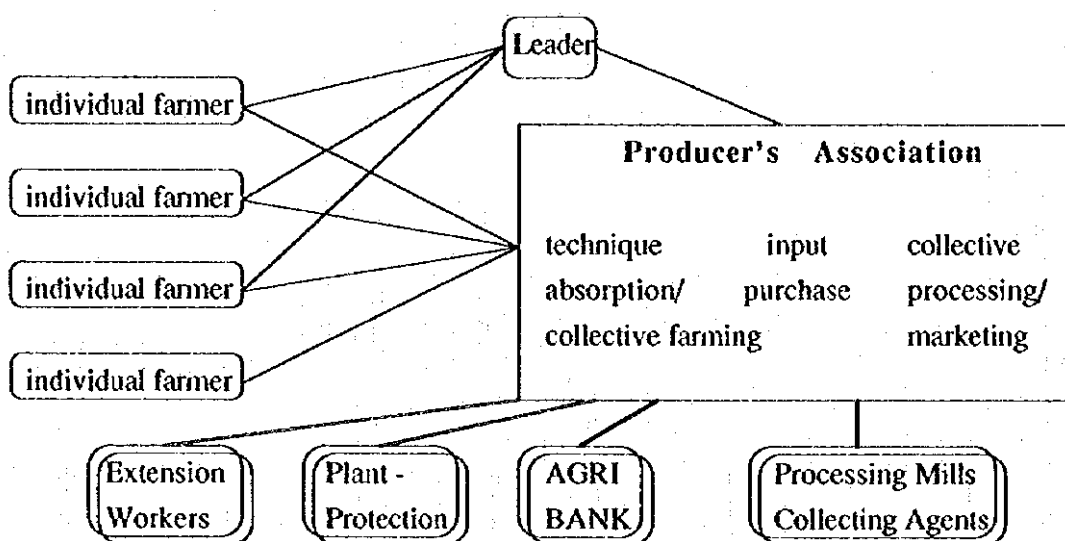 Leader
individual farmer
individual farmer
individual farmer
individual farmer
Producer's Association
technique input collective
absorption/ purchase processing/
collective farming marketing
Extension
Workers
Plant -
Protection
AGRI
BANK
Processing Mills
Collecting Agents